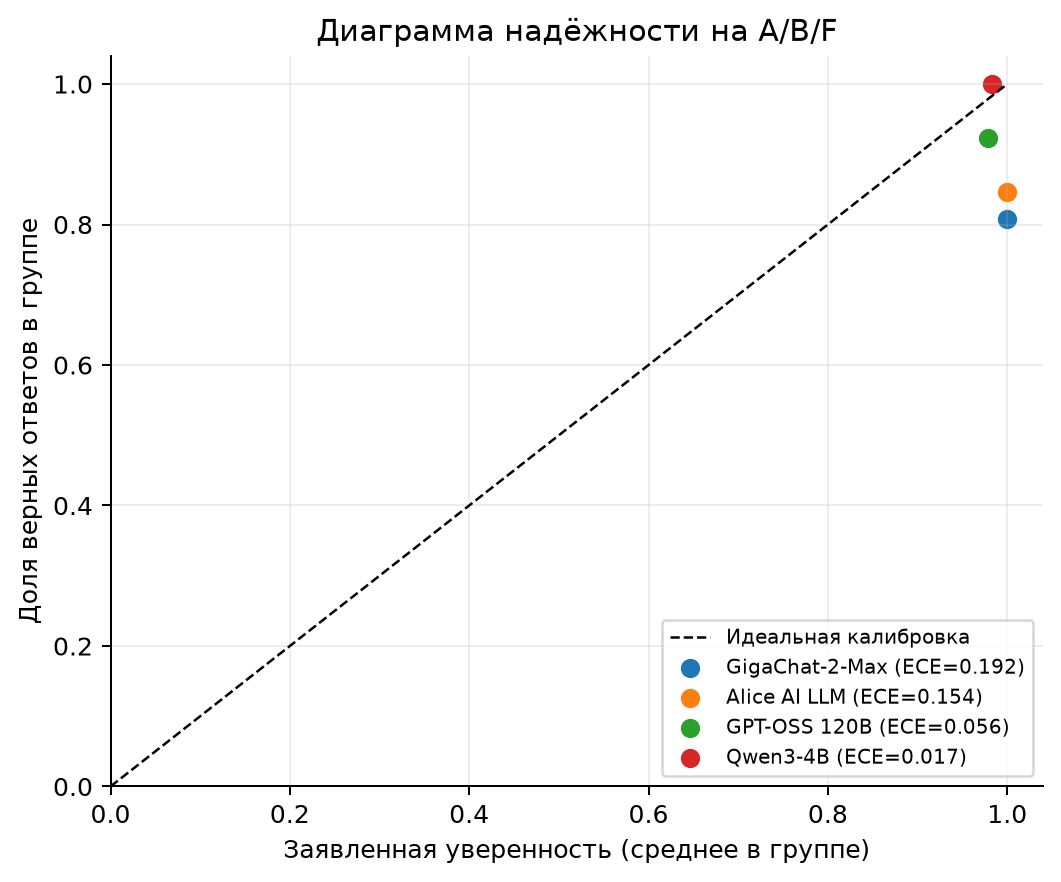 Диаграмма надёжности на A/B/F
Доля верных ответов в группе
1.0
0.8
0.6
0.4
0.2
0.0
0.0 0.2 0.4 0.6 0.8 1.0
Заявленная уверенность (среднее в группе)
Идеальная калибровка
GigaChat-2-Max (ECE=0.192)
Alice AI LLM (ECE=0.154)
GPT-OSS 120B (ECE=0.056)
Qwen3-4B (ECE=0.017)